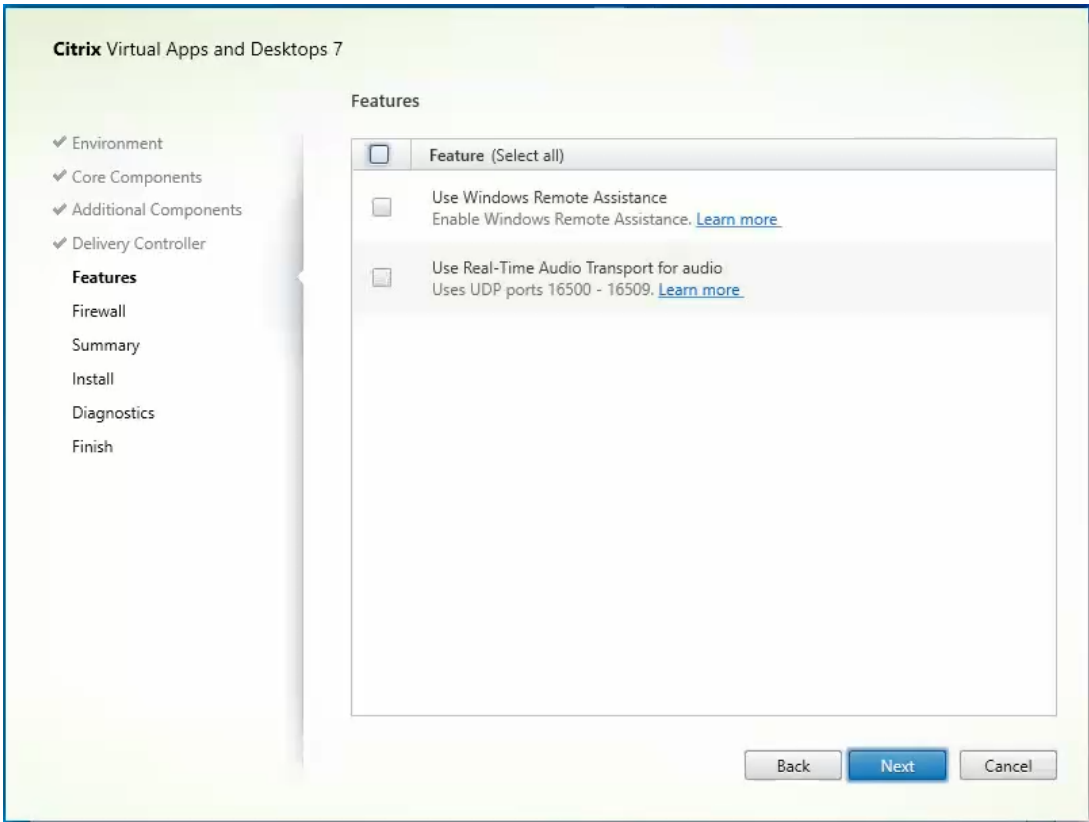 Citrix Virtual Apps and Desktops 7
Features
Environment
Core Components
Additional Components
Delivery Controller
Features
Firewall
Summary
Install
Diagnostics
Finish
Feature (Select all)
Use Windows Remote Assistance
Enable Windows Remote Assistance. Learn more
Use Real-Time Audio Transport for audio
Uses UDP ports 16500 - 16509. Learn more
Back Next Cancel